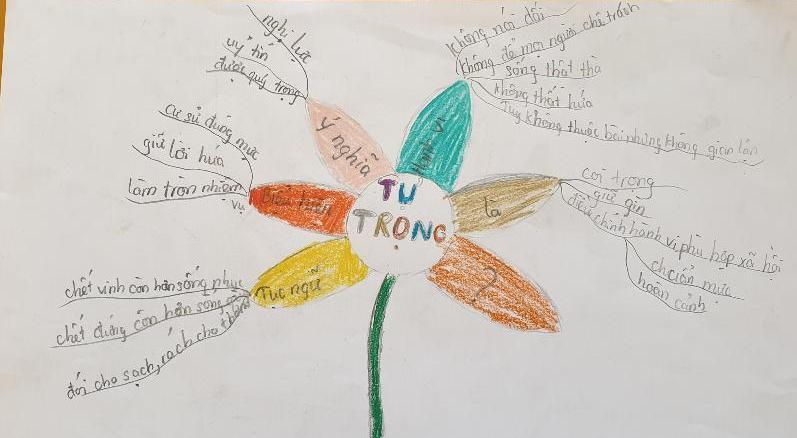 TỰ
TRỌNG
Ý nghĩa
nghị lực
uy tín
được quý trọng
Hành vi
không nói dối
không để mọi người chê trách
sống thật thà
không thất hứa
Tuy không thuộc bài nhưng không gian lận
là
coi trọng
giữ gìn
điều chỉnh hành vi phù hợp xã hội
chuẩn mực
hoàn cảnh
?
Tục ngữ
chết vinh còn hơn sống nhục
chết đứng còn hơn sống
đói cho sạch, rách cho thơm
Biểu hiện
cư sử đúng mực
giữ lời hứa
làm tròn nhiệm
vụ